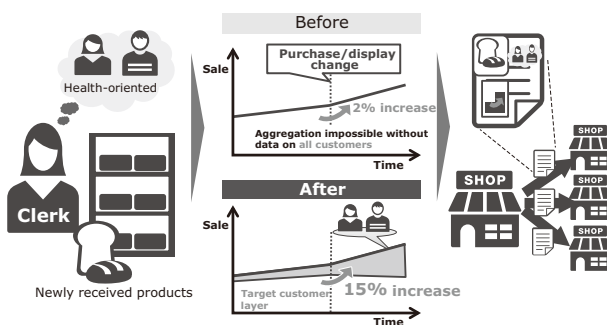 Health-oriented
Clerk
Newly received products
Before
Sale
Purchase/display
change
2% increase
Aggregation impossible without
data on all customers
Time
After
Sale
Target customer
layer
15% increase
Time
SHOP
SHOP
SHOP
SHOP